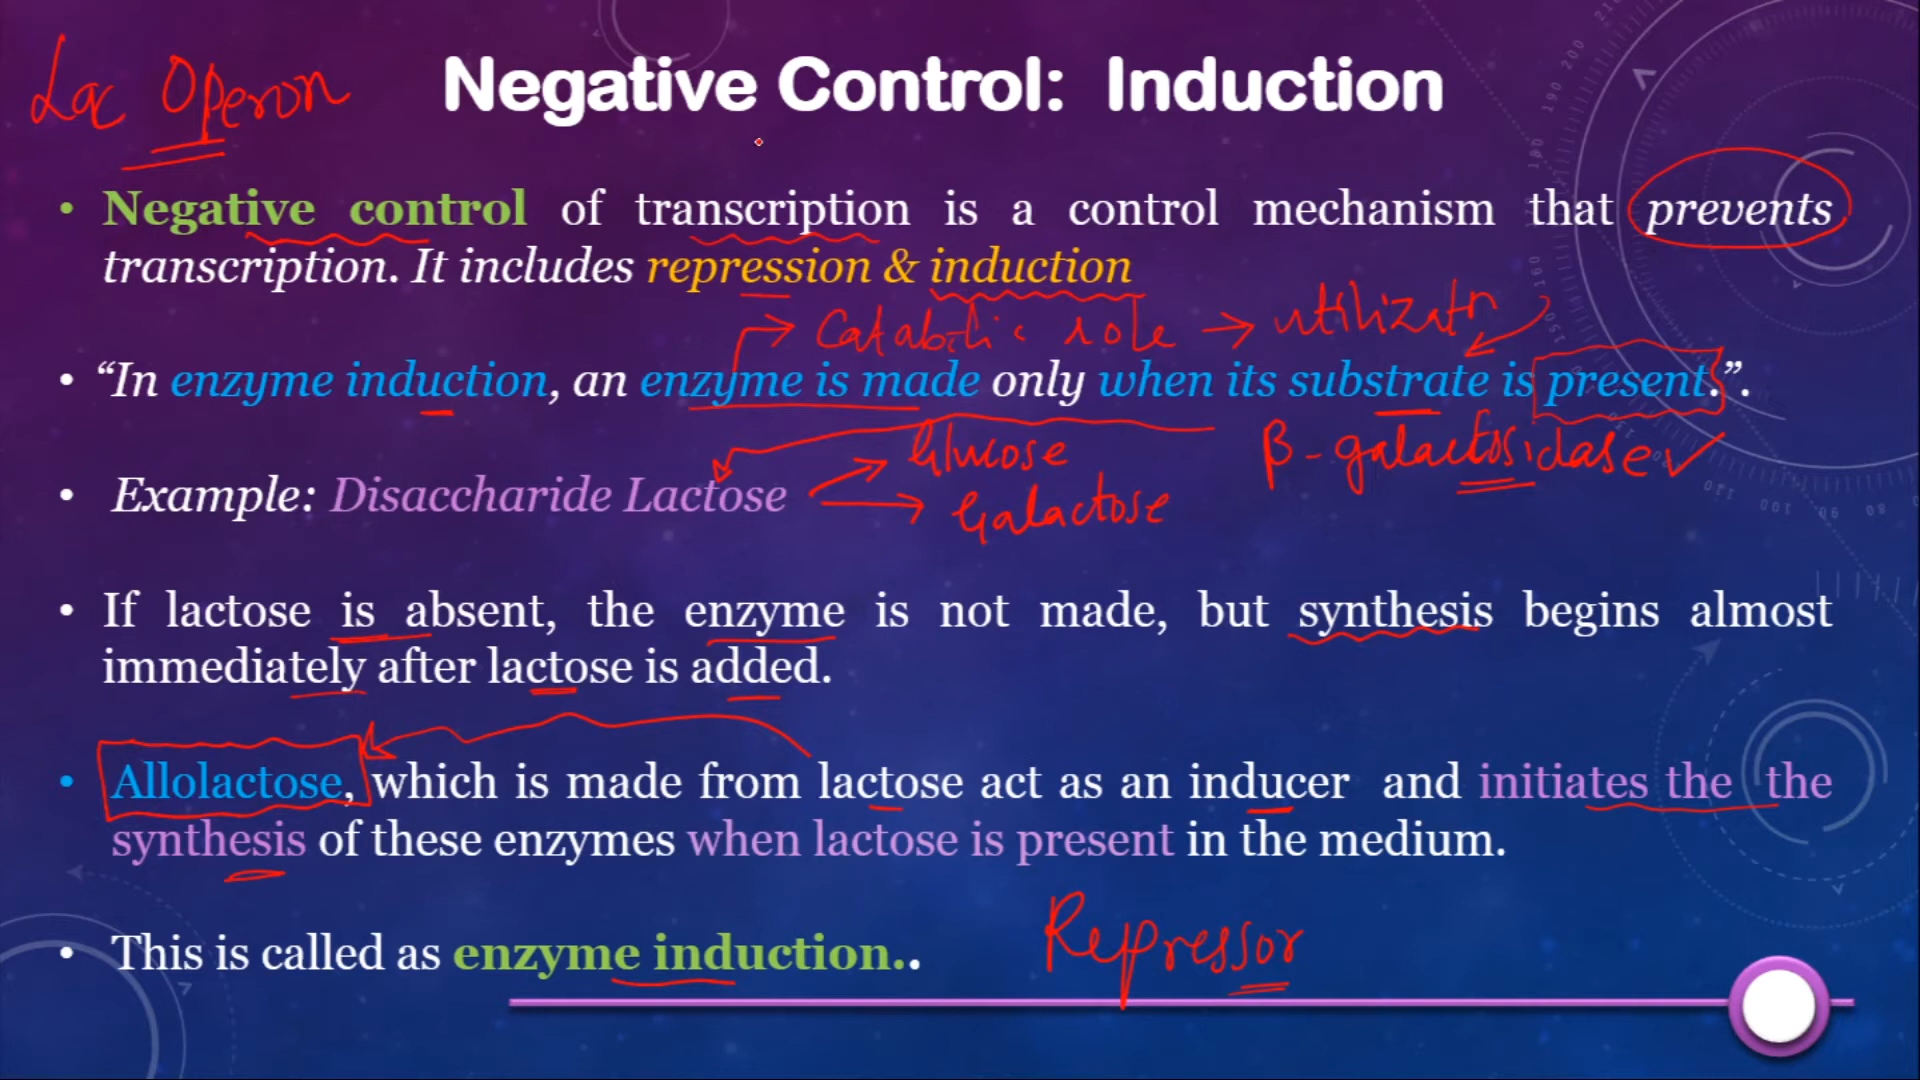 Lac Operon
Negative Control: Induction
• Negative control of transcription is a control mechanism that prevents
transcription. It includes repression & induction
→ Catabolic role → utilizatn
• “In enzyme induction, an enzyme is made only when its substrate is present.”.
Glucose
β-galactosidase ✓
• Example: Disaccharide Lactose
Galactose
• If lactose is absent, the enzyme is not made, but synthesis begins almost
immediately after lactose is added.
• Allolactose, which is made from lactose act as an inducer and initiates the the
synthesis of these enzymes when lactose is present in the medium.
• This is called as enzyme induction..
Repressor